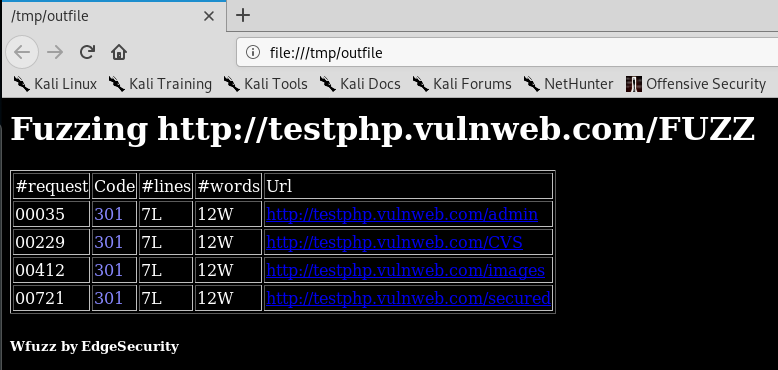 /tmp/outfile
file:///tmp/outfile
Kali Linux Kali Training Kali Tools Kali Docs Kali Forums NetHunter Offensive Security
Fuzzing http://testphp.vulnweb.com/FUZZ
#request Code #lines #words Url
00035 301 7L 12W http://testphp.vulnweb.com/admin
00229 301 7L 12W http://testphp.vulnweb.com/CVS
00412 301 7L 12W http://testphp.vulnweb.com/images
00721 301 7L 12W http://testphp.vulnweb.com/secured
Wfuzz by EdgeSecurity